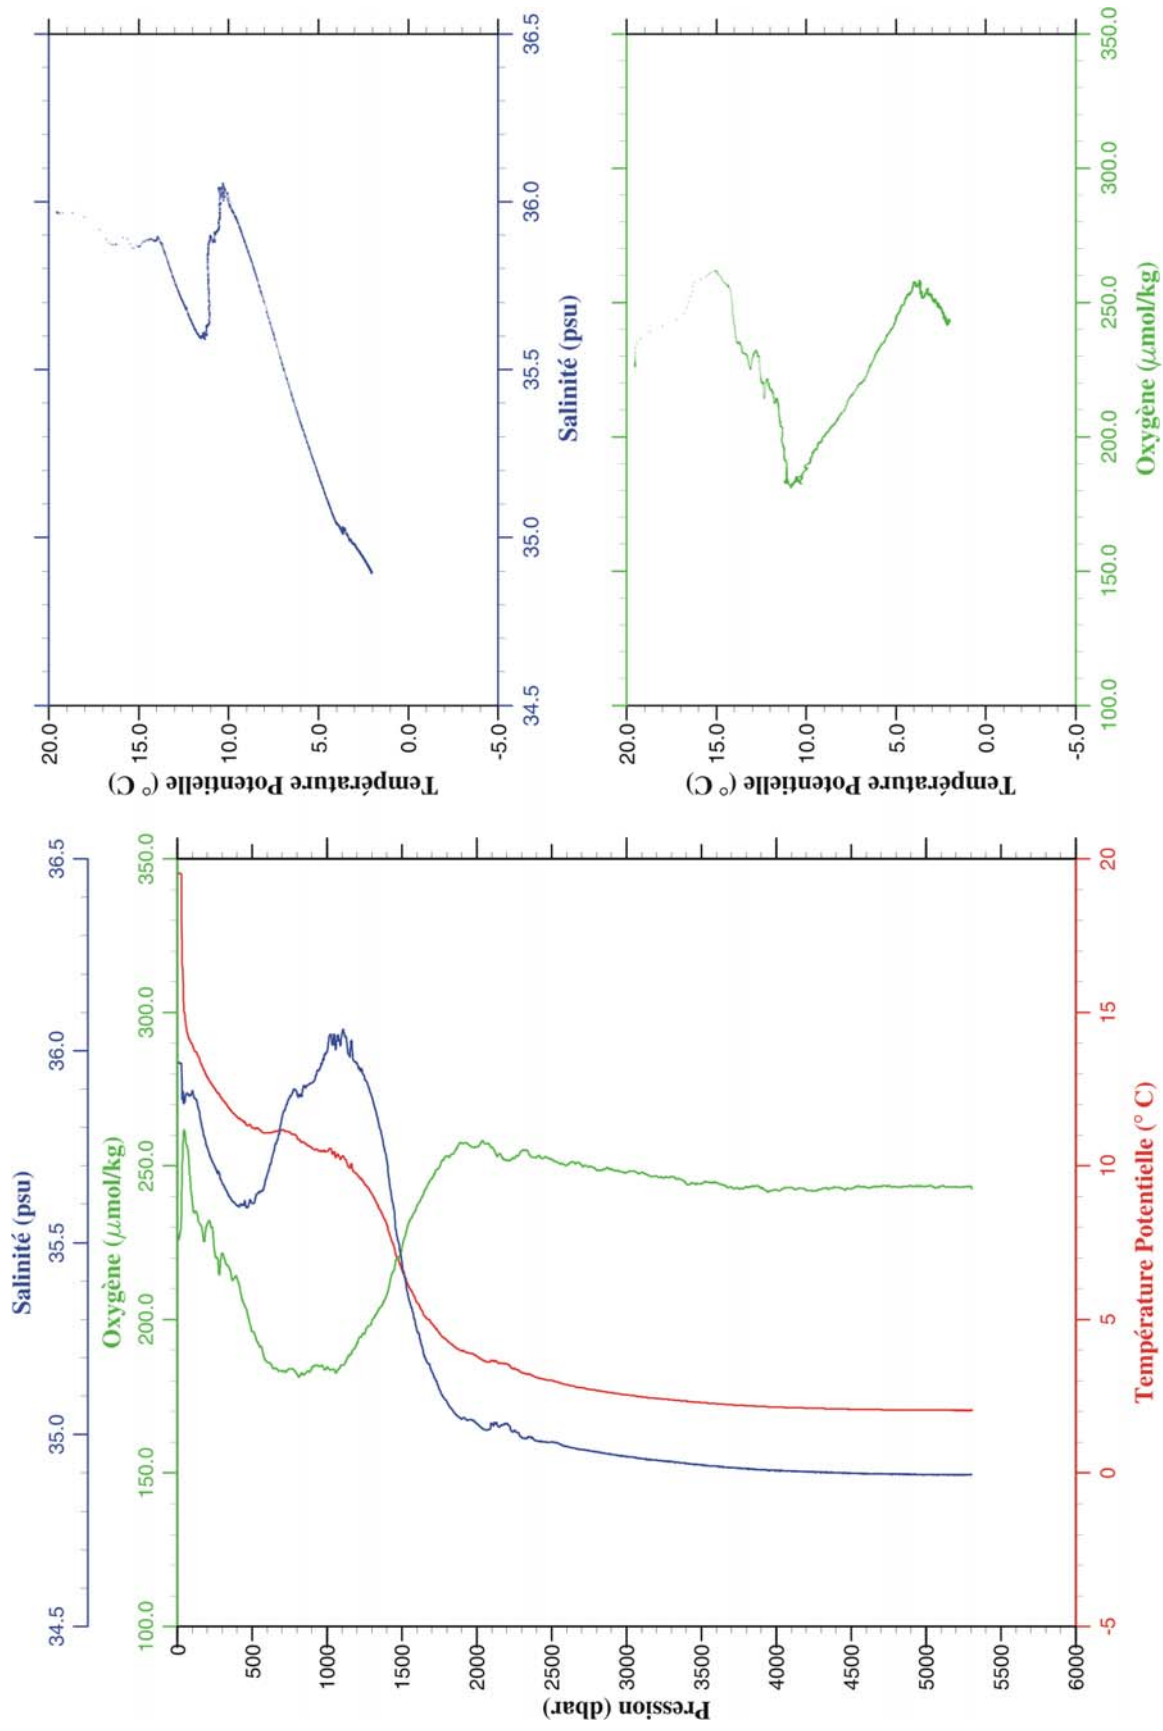 Salinité (psu)
34.5 35.0 35.5 36.0 36.5
Oxygène (μmol/kg)
100.0 150.0 200.0 250.0 300.0 350.0
Pression (dbar)
0
500
1000
1500
2000
2500
3000
3500
4000
4500
5000
5500
6000
-5 0 5 10 15 20
Température Potentielle (° C)
Température Potentielle (° C)
20.0
15.0
10.0
5.0
0.0
-5.0
34.5 35.0 35.5 36.0 36.5
Salinité (psu)
Température Potentielle (° C)
20.0
15.0
10.0
5.0
0.0
-5.0
100.0 150.0 200.0 250.0 300.0 350.0
Oxygène (μmol/kg)